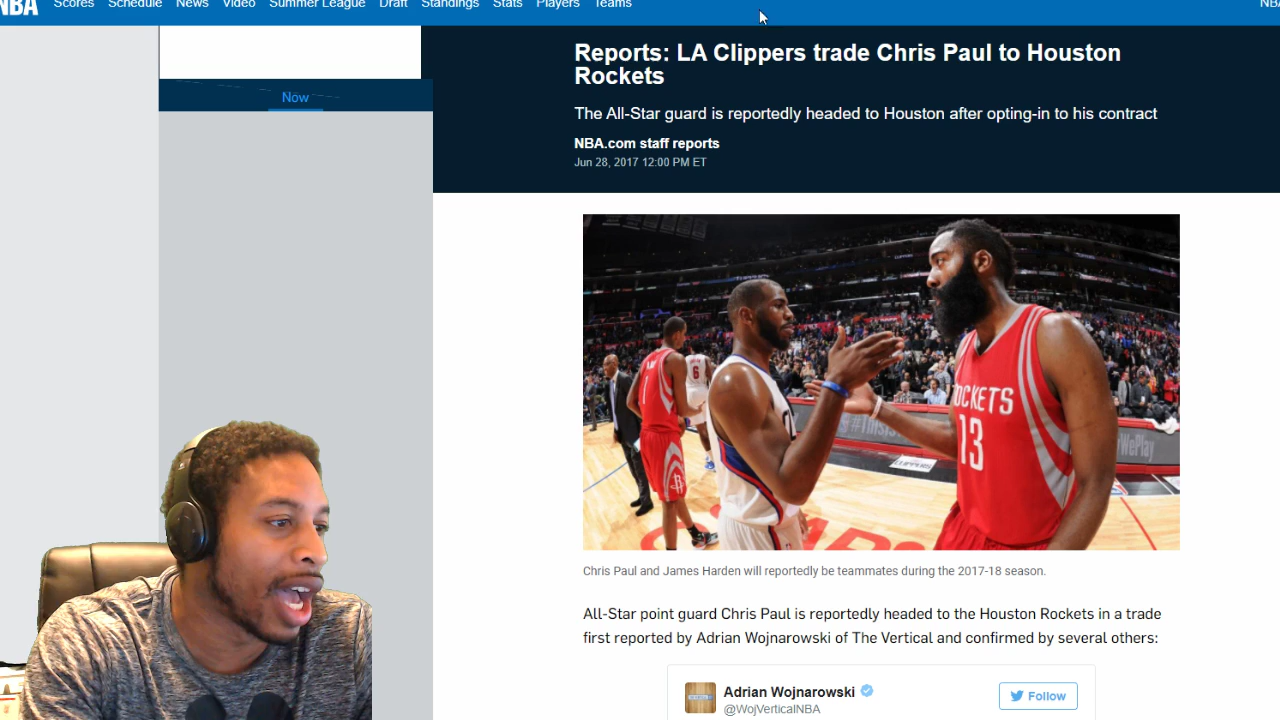 NBA Scores Schedule News Video Summer League Draft Standings Stats Players Teams
Now
Reports: LA Clippers trade Chris Paul to Houston
Rockets
The All-Star guard is reportedly headed to Houston after opting-in to his contract
NBA.com staff reports
Jun 28, 2017 12:00 PM ET
1
6
ROCKETS
13
CLIPPERS
Chris Paul and James Harden will reportedly be teammates during the 2017-18 season.
All-Star point guard Chris Paul is reportedly headed to the Houston Rockets in a trade
first reported by Adrian Wojnarowski of The Vertical and confirmed by several others:
Adrian Wojnarowski
@WojVerticalNBA
Follow